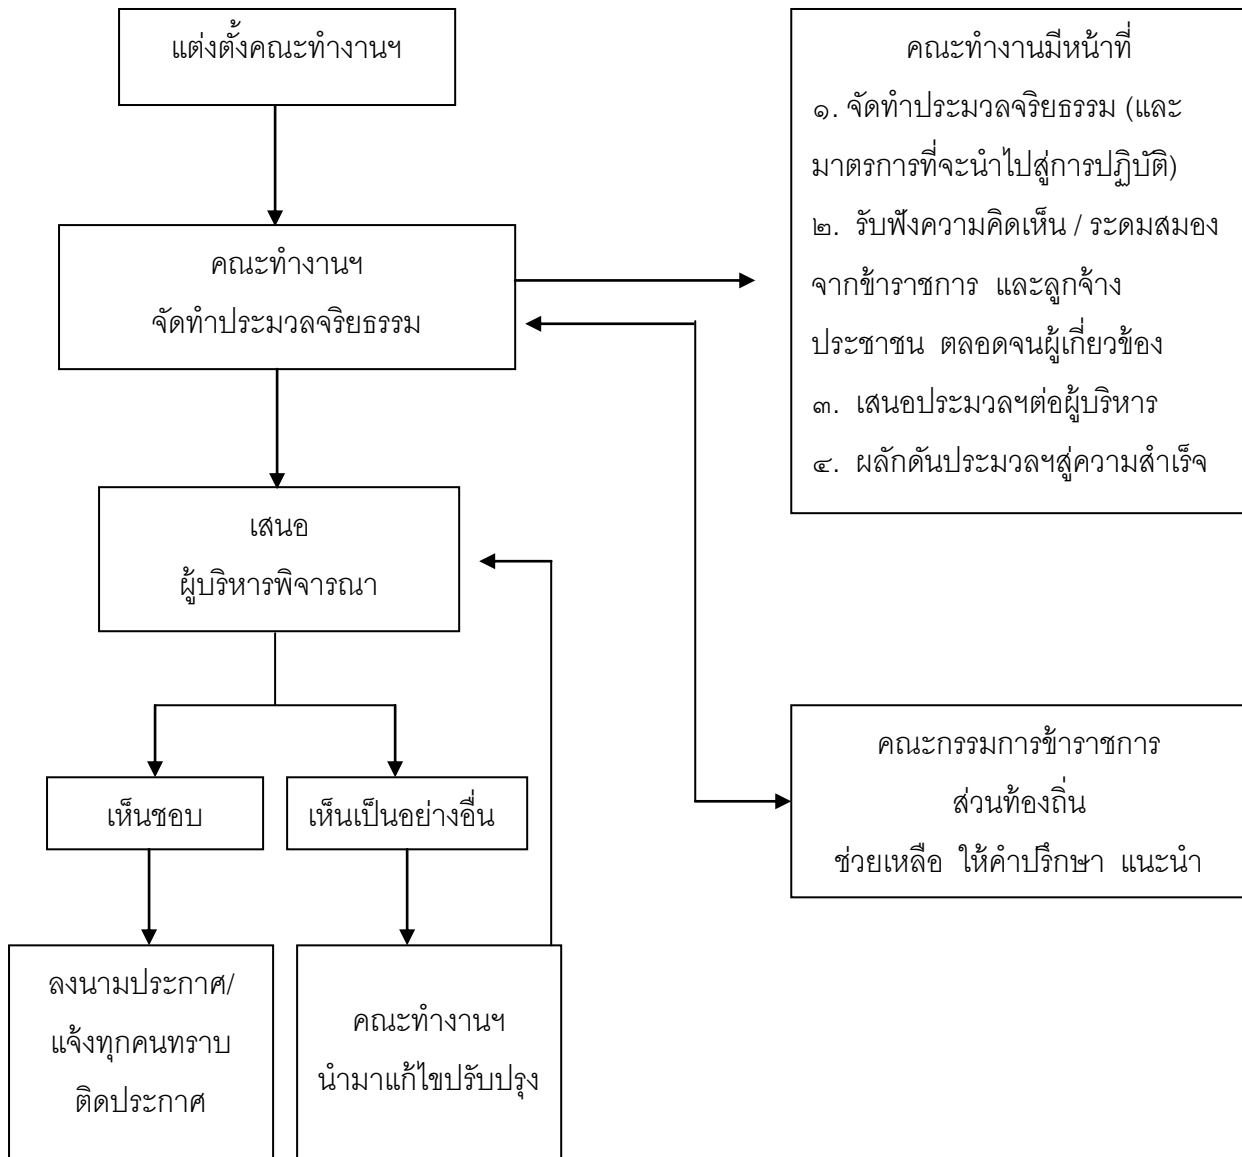 แต่งตั้งคณะทำงานฯ
คณะทำงานฯ
จัดทำประมวลจริยธรรม
เสนอ
ผู้บริหารพิจารณา
เห็นชอบ
เห็นเป็นอย่างอื่น
ลงนามประกาศ/
แจ้งทุกคนทราบ
ติดประกาศ
คณะทำงานฯ
นำมาแก้ไขปรับปรุง
คณะทำงานมีหน้าที่
๑. จัดทำประมวลจริยธรรม (และ
มาตรการที่จะนำไปสู่การปฏิบัติ)
๒. รับฟังความคิดเห็น / ระดมสมอง
จากข้าราชการ และลูกจ้าง
ประชาชน ตลอดจนผู้เกี่ยวข้อง
๓. เสนอประมวลฯต่อผู้บริหาร
๔. ผลักดันประมวลฯสู่ความสำเร็จ
คณะกรรมการข้าราชการ
ส่วนท้องถิ่น
ช่วยเหลือ ให้คำปรึกษา แนะนำ